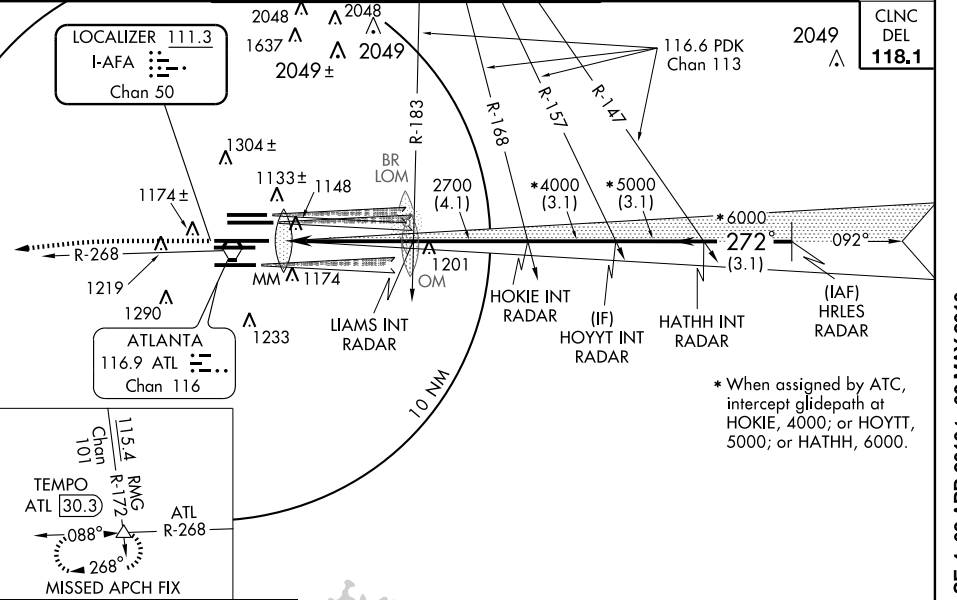 LOCALIZER 111.3
I-AFA
Chan 50
2048
2048
1637
2049
2049±
116.6 PDK
Chan 113
2049
CLNC
DEL
118.1
R-183
R-168
R-157
R-147
1304±
BR
LOM
1133±
1148
1174±
2700
(4.1)
*4000
(3.1)
*5000
(3.1)
*6000
272°
(3.1)
092°
R-268
1219
MM
1174
1201
OM
1290
1233
LIAMS INT
RADAR
HOKIE INT
RADAR
(IF)
HOYYT INT
RADAR
HATHH INT
RADAR
(IAF)
HRLES
RADAR
ATLANTA
116.9 ATL
Chan 116
10 NM
* When assigned by ATC,
intercept glidepath at
HOKIE, 4000; or HOYTT,
5000; or HATHH, 6000.
115.4 RMG
Chan
101
R-172
TEMPO
ATL 30.3
ATL
R-268
088°
268°
MISSED APCH FIX